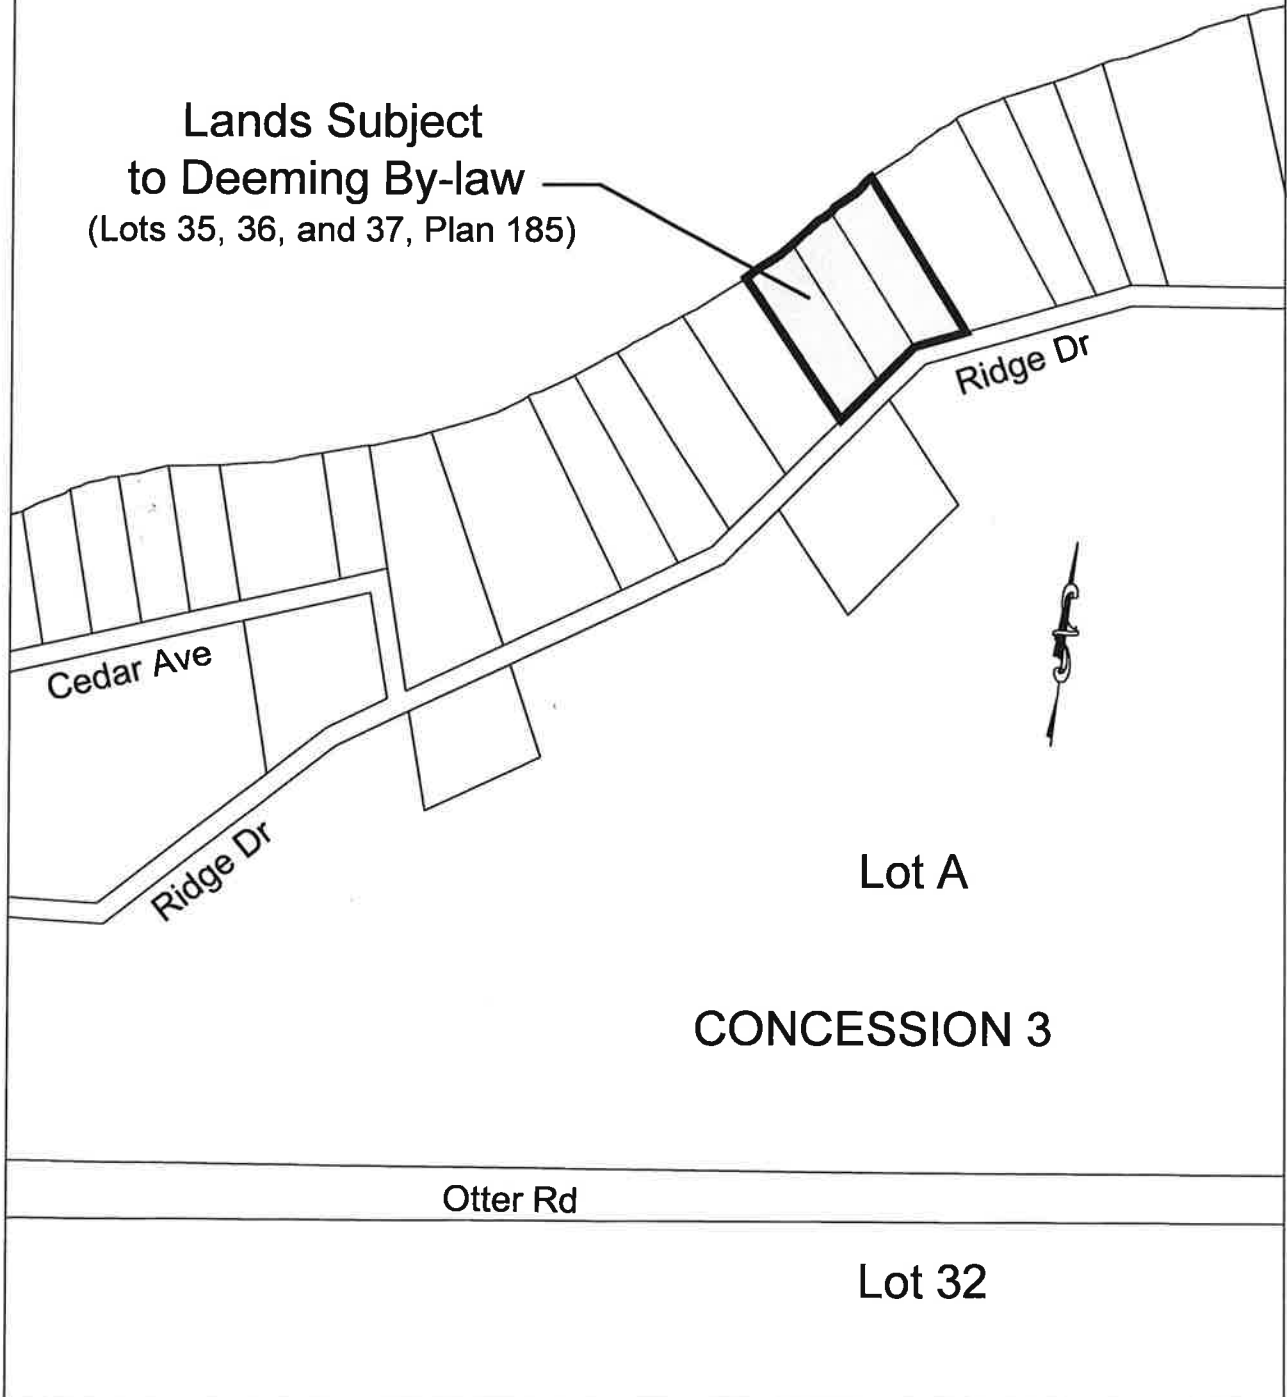 Lands Subject
to Deeming By-law
(Lots 35, 36, and 37, Plan 185)
Ridge Dr
Cedar Ave
Ridge Dr
Lot A
CONCESSION 3
Otter Rd
Lot 32